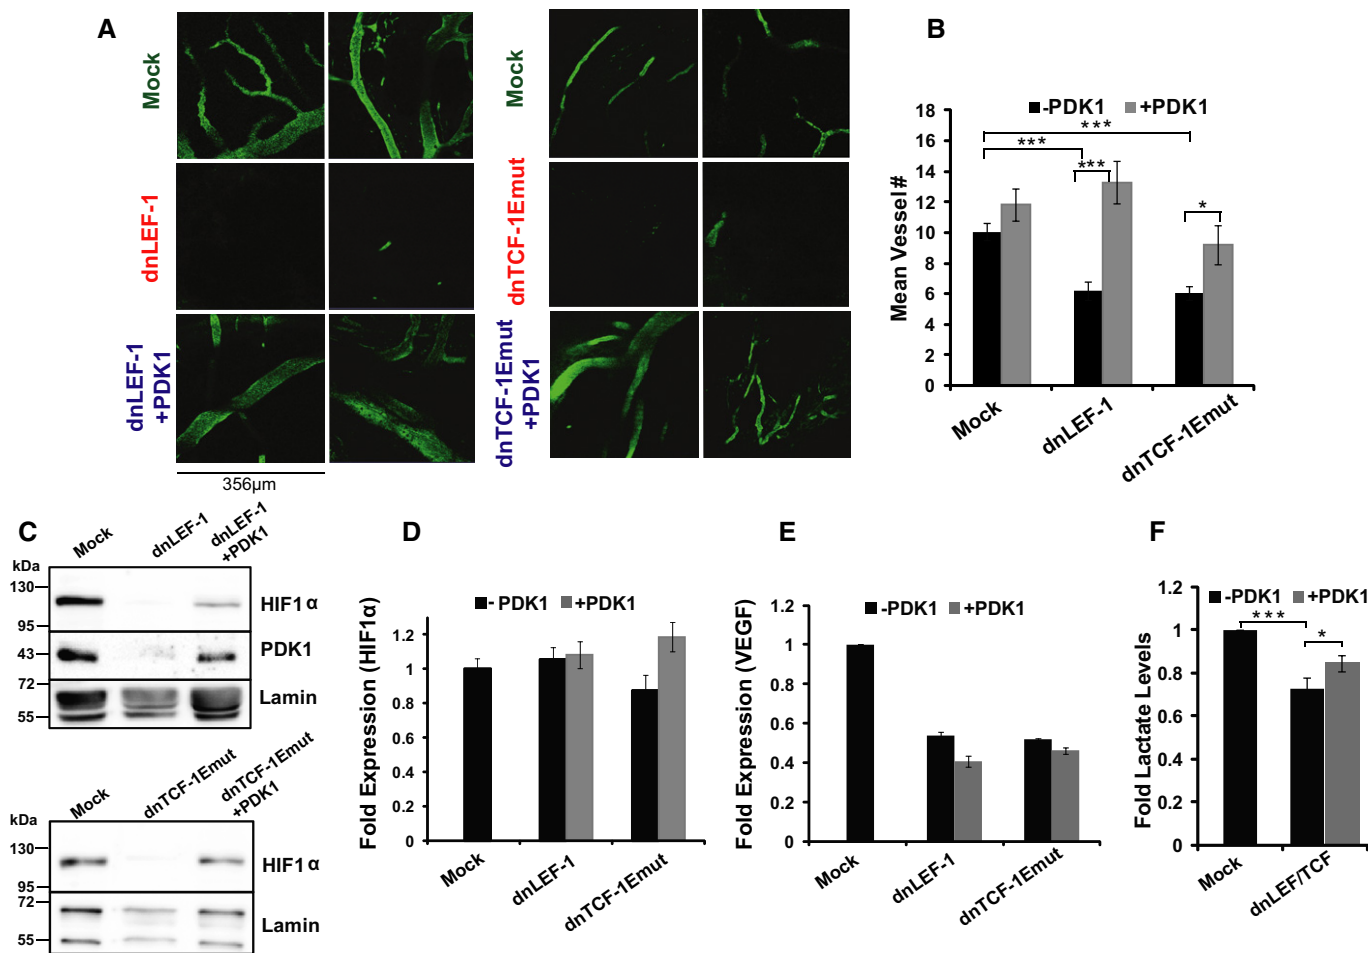 A
Mock
dnLEF-1
dnLEF-1
+PDK1
356µm
Mock
dnTCF-1Emut
dnTCF-1Emut
+PDK1
B
-PDK1 +PDK1
Mean Vessel #
18
16
14
12
10
8
6
4
2
0
***
***
***
*
Mock
dnLEF-1
dnTCF-1Emut
C
Mock
dnLEF-1
dnLEF-1
+PDK1
kDa
130
95
43
72
55
HIF1α
PDK1
Lamin
Mock
dnTCF-1Emut
dnTCF-1Emut
+PDK1
kDa
130
95
72
55
HIF1α
Lamin
D
- PDK1 +PDK1
Fold Expression (HIF1α)
1.2
1
0.8
0.6
0.4
0.2
0
Mock
dnLEF-1
dnTCF-1Emut
E
-PDK1 +PDK1
Fold Expression (VEGF)
1.2
1
0.8
0.6
0.4
0.2
0
Mock
dnLEF-1
dnTCF-1Emut
F
-PDK1 +PDK1
Fold Lactate Levels
1.2
1
0.8
0.6
0.4
0.2
0
***
*
Mock
dnLEF/TCF